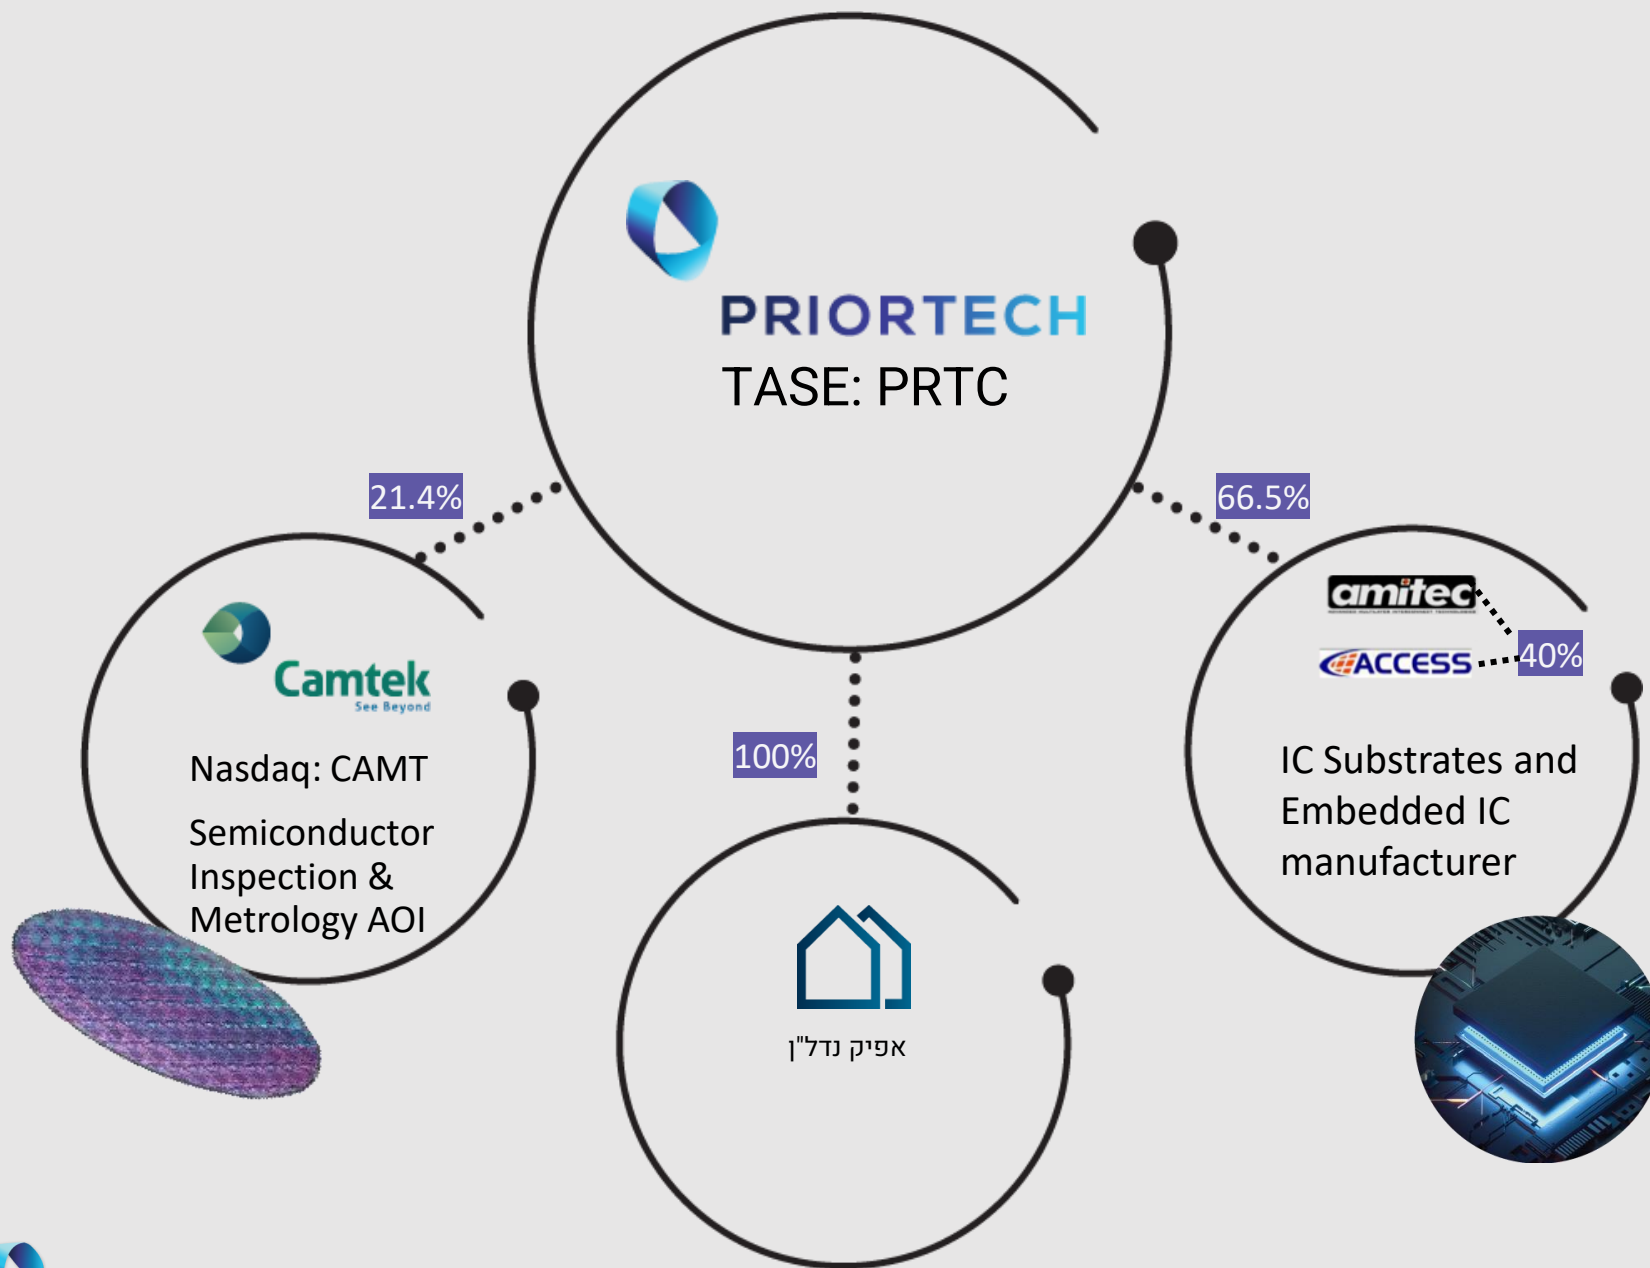 PRIORTECH
TASE: PRTC
21.4%
66.5%
Camtek
See Beyond
Nasdaq: CAMT
Semiconductor
Inspection &
Metrology AOI
100%
אפיק נדל"ן
amitec
ACCESS
40%
IC Substrates and
Embedded IC
manufacturer